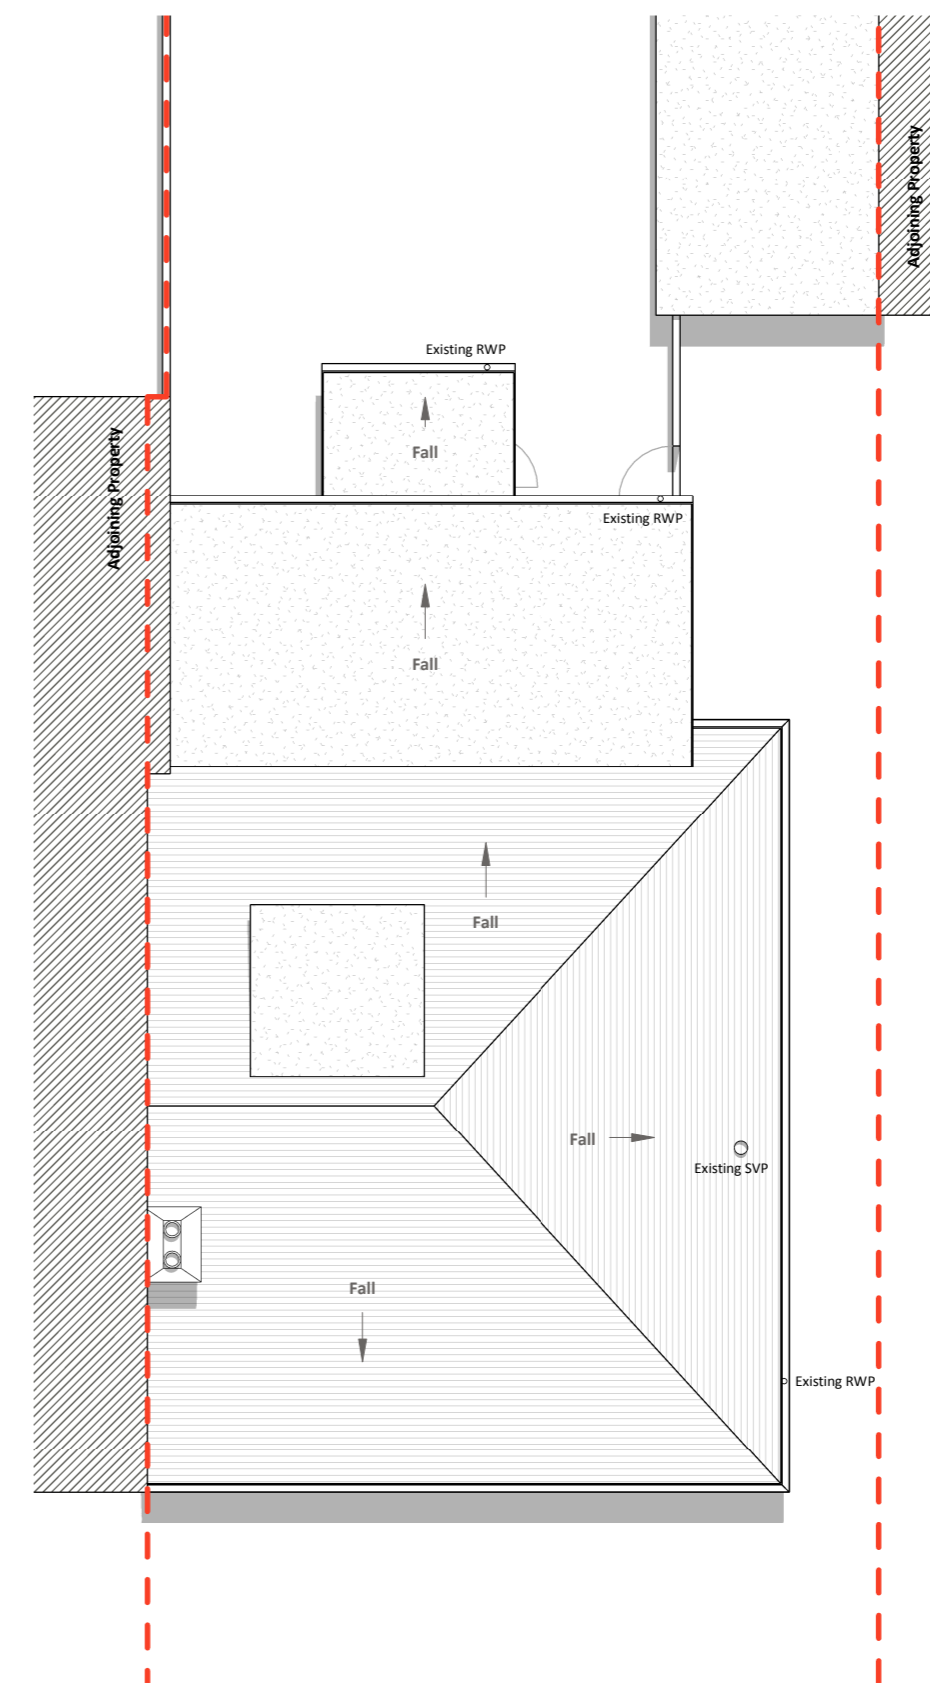 Adjoining Property
Existing RWP
Adjoining Property
Fall
Existing RWP
Fall
Fall
Fall
Existing SVP
Fall
Existing RWP